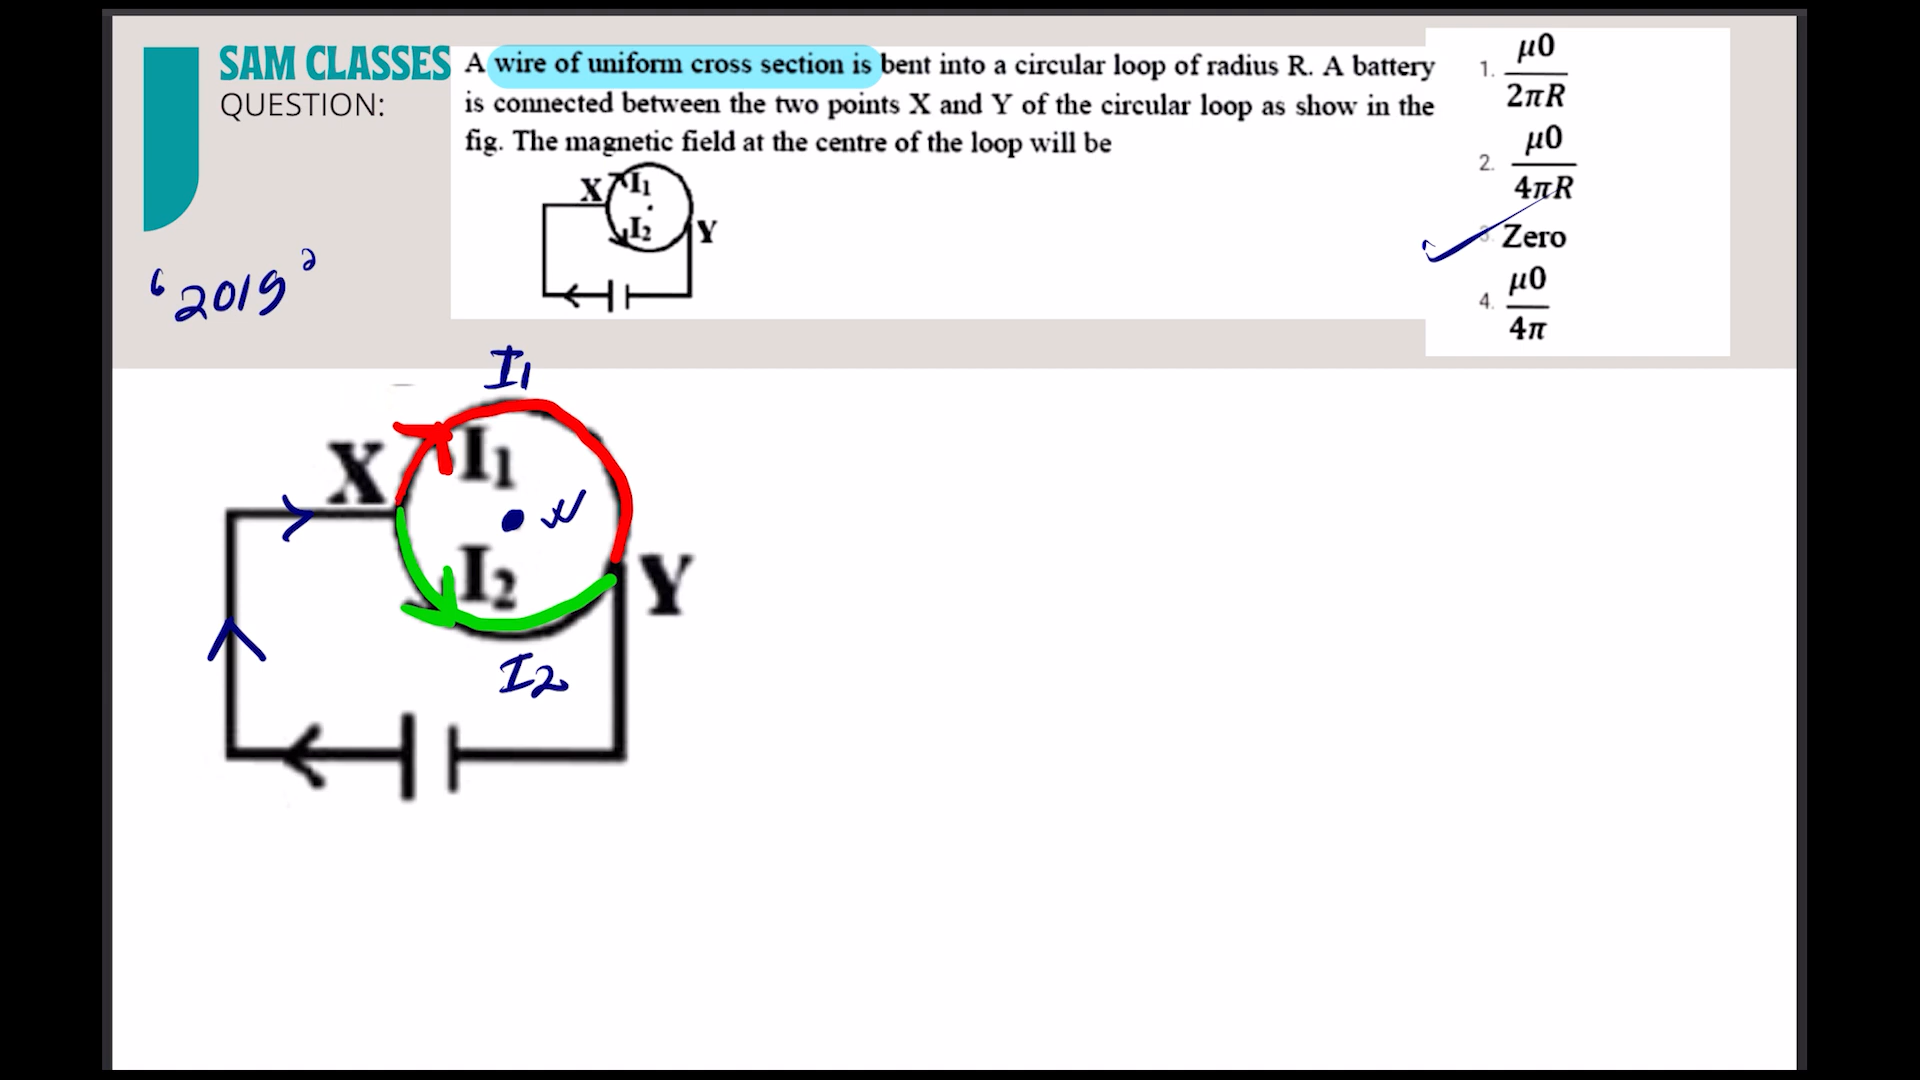 SAM CLASSES
QUESTION:
A wire of uniform cross section is bent into a circular loop of radius R. A battery
is connected between the two points X and Y of the circular loop as show in the
fig. The magnetic field at the centre of the loop will be
X I₁
I₂ Y
1. μ0/2πR
2. μ0/4πR
3. Zero
4. μ0/4π
"2019"
I₁
X I₁
I₂ Y
I₂